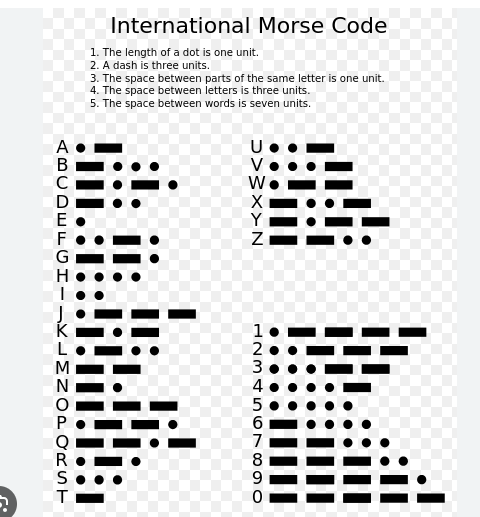 International Morse Code
1. The length of a dot is one unit.
2. A dash is three units.
3. The space between parts of the same letter is one unit.
4. The space between letters is three units.
5. The space between words is seven units.
A
B
C
D
E
F
G
H
I
J
K
L
M
N
O
P
Q
R
S
T
U
V
W
X
Y
Z
1
2
3
4
5
6
7
8
9
0